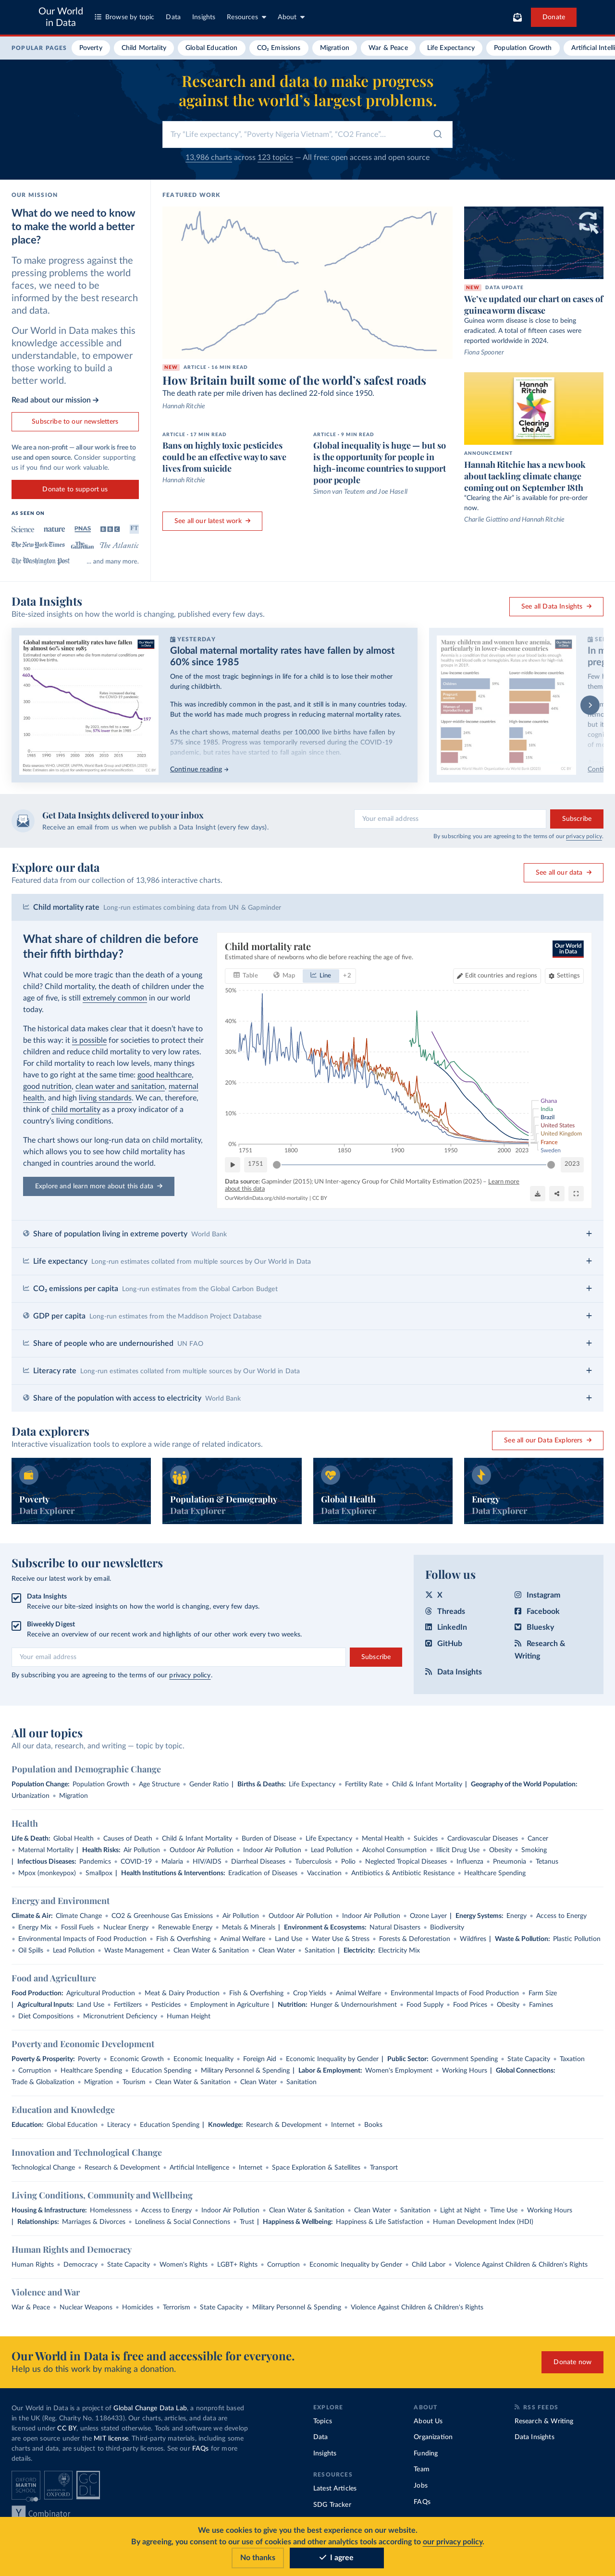 Our World
in Data
Browse by topic
Data
Insights
Resources
About
Donate
POPULAR PAGES
Poverty
Child Mortality
Global Education
CO₂ Emissions
Migration
War & Peace
Life Expectancy
Population Growth
Artificial Intelli
Research and data to make progress
against the world's largest problems.
Try "Life expectancy", "Poverty Nigeria Vietnam", "CO2 France"...
13,986 charts across 123 topics — All free: open access and open source
OUR MISSION
What do we need to know
to make the world a better
place?
To make progress against the
pressing problems the world
faces, we need to be
informed by the best research
and data.
Our World in Data makes this
knowledge accessible and
understandable, to empower
those working to build a
better world.
Read about our mission →
Subscribe to our newsletters
We are a non-profit — all our work is free to
use and open source. Consider supporting
us if you find our work valuable.
Donate to support us
AS SEEN ON
Science
nature
PNAS
BBC
FT
The New York Times
The Guardian
The Atlantic
The Washington Post
... and many more.
FEATURED WORK
NEW ARTICLE • 16 MIN READ
How Britain built some of the world's safest roads
The death rate per mile driven has declined 22-fold since 1950.
Hannah Ritchie
ARTICLE • 17 MIN READ
Bans on highly toxic pesticides
could be an effective way to save
lives from suicide
Hannah Ritchie
ARTICLE • 9 MIN READ
Global inequality is huge — but so
is the opportunity for people in
high-income countries to support
poor people
Simon van Teutem and Joe Hasell
See all our latest work →
NEW DATA UPDATE
We've updated our chart on cases of
guinea worm disease
Guinea worm disease is close to being
eradicated. A total of fifteen cases were
reported worldwide in 2024.
Fiona Spooner
Hannah
Ritchie
Clearing
the Air
ANNOUNCEMENT
Hannah Ritchie has a new book
about tackling climate change
coming out on September 18th
"Clearing the Air" is available for pre-order
now.
Charlie Giattino and Hannah Ritchie
Data Insights
Bite-sized insights on how the world is changing, published every few days.
See all Data Insights →
Global maternal mortality rates have fallen
by almost 60% since 1985
YESTERDAY
Global maternal mortality rates have fallen by almost
60% since 1985
One of the most tragic beginnings in life for a child is to lose their mother
during childbirth.
This was incredibly common in the past, and it still is in many countries today.
But the world has made much progress in reducing maternal mortality rates.
As the chart shows, maternal deaths per 100,000 live births have fallen by
57% since 1985. Progress was temporarily reversed during the COVID-19
pandemic, but rates have started to fall again since then.
Continue reading →
Many children and women have anemia,
particularly in lower-income countries
Get Data Insights delivered to your inbox
Receive an email from us when we publish a Data Insight (every few days).
Your email address
Subscribe
By subscribing you are agreeing to the terms of our privacy policy.
Explore our data
Featured data from our collection of 13,986 interactive charts.
See all our data →
Child mortality rate Long-run estimates combining data from UN & Gapminder
What share of children die before
their fifth birthday?
What could be more tragic than the death of a young
child? Child mortality, the death of children under the
age of five, is still extremely common in our world
today.
The historical data makes clear that it doesn't have to
be this way: it is possible for societies to protect their
children and reduce child mortality to very low rates.
For child mortality to reach low levels, many things
have to go right at the same time: good healthcare,
good nutrition, clean water and sanitation, maternal
health, and high living standards. We can, therefore,
think of child mortality as a proxy indicator of a
country's living conditions.
The chart shows our long-run data on child mortality,
which allows you to see how child mortality has
changed in countries around the world.
Explore and learn more about this data →
Child mortality rate
Estimated share of newborns who die before reaching the age of five.
Our World
in Data
Table
Map
Line
+2
Edit countries and regions
Settings
50%
40%
30%
20%
10%
0%
1751
1800
1850
1900
1950
2000
2023
Ghana
India
Brazil
United States
United Kingdom
France
Sweden
1751
2023
Data source: Gapminder (2015); UN Inter-agency Group for Child Mortality Estimation (2025) – Learn more
about this data
OurWorldinData.org/child-mortality | CC BY
Share of population living in extreme poverty World Bank
Life expectancy Long-run estimates collated from multiple sources by Our World in Data
CO₂ emissions per capita Long-run estimates from the Global Carbon Budget
GDP per capita Long-run estimates from the Maddison Project Database
Share of people who are undernourished UN FAO
Literacy rate Long-run estimates collated from multiple sources by Our World in Data
Share of the population with access to electricity World Bank
Data explorers
Interactive visualization tools to explore a wide range of related indicators.
See all our Data Explorers →
Poverty
Data Explorer
Population & Demography
Data Explorer
Global Health
Data Explorer
Energy
Data Explorer
Subscribe to our newsletters
Receive our latest work by email.
Data Insights
Receive our bite-sized insights on how the world is changing, every few days.
Biweekly Digest
Receive an overview of our recent work and highlights of our other work every two weeks.
Your email address
Subscribe
By subscribing you are agreeing to the terms of our privacy policy.
Follow us
X
Instagram
Threads
Facebook
LinkedIn
Bluesky
GitHub
Research &
Writing
Data Insights
All our topics
All our data, research, and writing — topic by topic.
Population and Demographic Change
Population Change: Population Growth • Age Structure • Gender Ratio | Births & Deaths: Life Expectancy • Fertility Rate • Child & Infant Mortality | Geography of the World Population:
Urbanization • Migration
Health
Life & Death: Global Health • Causes of Death • Child & Infant Mortality • Burden of Disease • Life Expectancy • Mental Health • Suicides • Cardiovascular Diseases • Cancer
• Maternal Mortality | Health Risks: Air Pollution • Outdoor Air Pollution • Indoor Air Pollution • Lead Pollution • Alcohol Consumption • Illicit Drug Use • Obesity • Smoking
| Infectious Diseases: Pandemics • COVID-19 • Malaria • HIV/AIDS • Diarrheal Diseases • Tuberculosis • Polio • Neglected Tropical Diseases • Influenza • Pneumonia • Tetanus
• Mpox (monkeypox) • Smallpox | Health Institutions & Interventions: Eradication of Diseases • Vaccination • Antibiotics & Antibiotic Resistance • Healthcare Spending
Energy and Environment
Climate & Air: Climate Change • CO2 & Greenhouse Gas Emissions • Air Pollution • Outdoor Air Pollution • Indoor Air Pollution • Ozone Layer | Energy Systems: Energy • Access to Energy
• Energy Mix • Fossil Fuels • Nuclear Energy • Renewable Energy • Metals & Minerals | Environment & Ecosystems: Natural Disasters • Biodiversity
• Environmental Impacts of Food Production • Fish & Overfishing • Animal Welfare • Land Use • Water Use & Stress • Forests & Deforestation • Wildfires | Waste & Pollution: Plastic Pollution
• Oil Spills • Lead Pollution • Waste Management • Clean Water & Sanitation • Clean Water • Sanitation | Electricity: Electricity Mix
Food and Agriculture
Food Production: Agricultural Production • Meat & Dairy Production • Fish & Overfishing • Crop Yields • Animal Welfare • Environmental Impacts of Food Production • Farm Size
| Agricultural Inputs: Land Use • Fertilizers • Pesticides • Employment in Agriculture | Nutrition: Hunger & Undernourishment • Food Supply • Food Prices • Obesity • Famines
• Diet Compositions • Micronutrient Deficiency • Human Height
Poverty and Economic Development
Poverty & Prosperity: Poverty • Economic Growth • Economic Inequality • Foreign Aid • Economic Inequality by Gender | Public Sector: Government Spending • State Capacity • Taxation
• Corruption • Healthcare Spending • Education Spending • Military Personnel & Spending | Labor & Employment: Women's Employment • Working Hours | Global Connections:
Trade & Globalization • Migration • Tourism • Clean Water & Sanitation • Clean Water • Sanitation
Education and Knowledge
Education: Global Education • Literacy • Education Spending | Knowledge: Research & Development • Internet • Books
Innovation and Technological Change
Technological Change • Research & Development • Artificial Intelligence • Internet • Space Exploration & Satellites • Transport
Living Conditions, Community and Wellbeing
Housing & Infrastructure: Homelessness • Access to Energy • Indoor Air Pollution • Clean Water & Sanitation • Clean Water • Sanitation • Light at Night • Time Use • Working Hours
| Relationships: Marriages & Divorces • Loneliness & Social Connections • Trust | Happiness & Wellbeing: Happiness & Life Satisfaction • Human Development Index (HDI)
Human Rights and Democracy
Human Rights • Democracy • State Capacity • Women's Rights • LGBT+ Rights • Corruption • Economic Inequality by Gender • Child Labor • Violence Against Children & Children's Rights
Violence and War
War & Peace • Nuclear Weapons • Homicides • Terrorism • State Capacity • Military Personnel & Spending • Violence Against Children & Children's Rights
Our World in Data is free and accessible for everyone.
Help us do this work by making a donation.
Donate now
Our World in Data is a project of Global Change Data Lab, a nonprofit based
in the UK (Reg. Charity No. 1186433). Our charts, articles, and data are
licensed under CC BY, unless stated otherwise. Tools and software we develop
are open source under the MIT license. Third-party materials, including some
charts and data, are subject to third-party licenses. See our FAQs for more
details.
OXFORD
MARTIN
SCHOOL
UNIVERSITY OF
OXFORD
GC
DL
Y Combinator
EXPLORE
Topics
Data
Insights
RESOURCES
Latest Articles
SDG Tracker
ABOUT
About Us
Organization
Funding
Team
Jobs
FAQs
RSS FEEDS
Research & Writing
Data Insights
We use cookies to give you the best experience on our website.
By agreeing, you consent to our use of cookies and other analytics tools according to our privacy policy.
No thanks
I agree